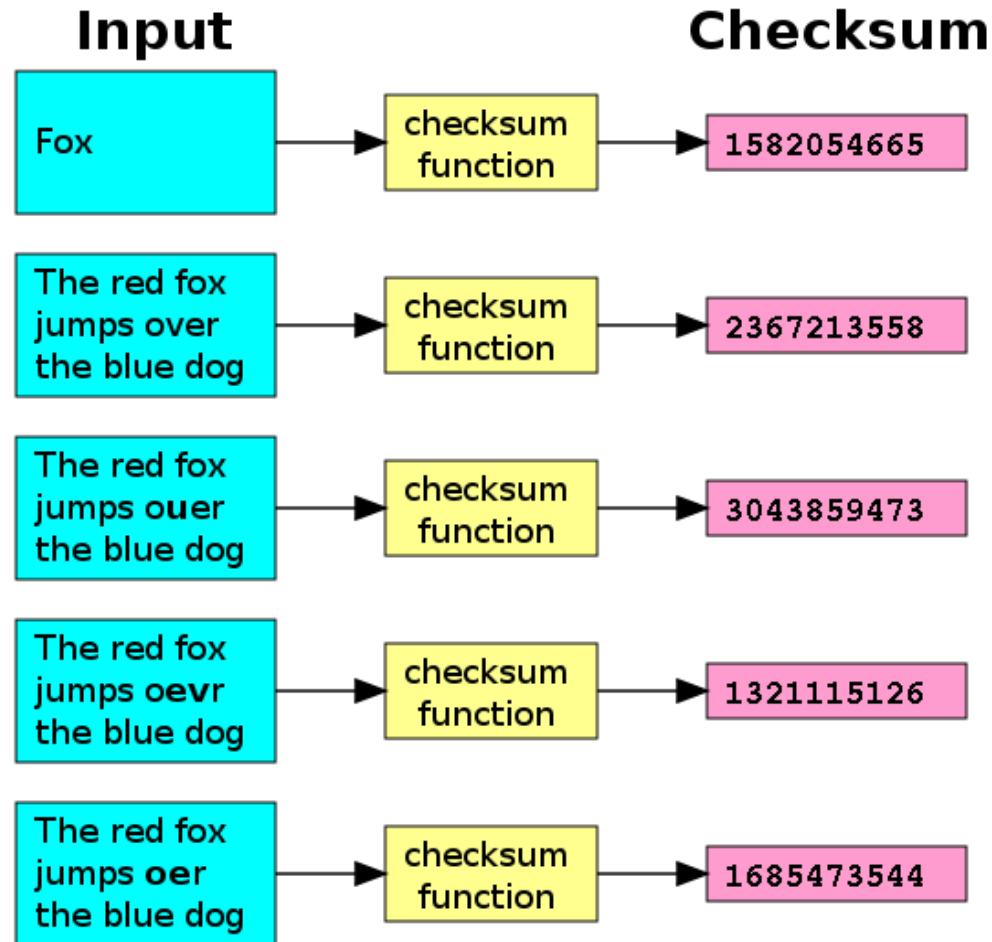 Input Checksum
Fox
checksum
function
1582054665
The red fox
jumps over
the blue dog
checksum
function
2367213558
The red fox
jumps ouer
the blue dog
checksum
function
3043859473
The red fox
jumps oevr
the blue dog
checksum
function
1321115126
The red fox
jumps oer
the blue dog
checksum
function
1685473544